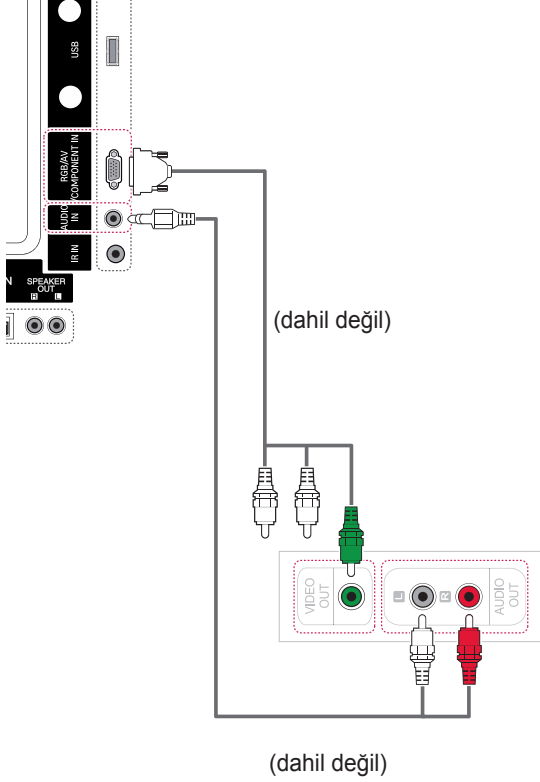 USB
RGB/AV
/COMPONENT IN
AUDIO
IN
IR IN
N
SPEAKER
OUT
R L
(dahil değil)
VIDEO
OUT
L
R
AUDIO
OUT
(dahil değil)